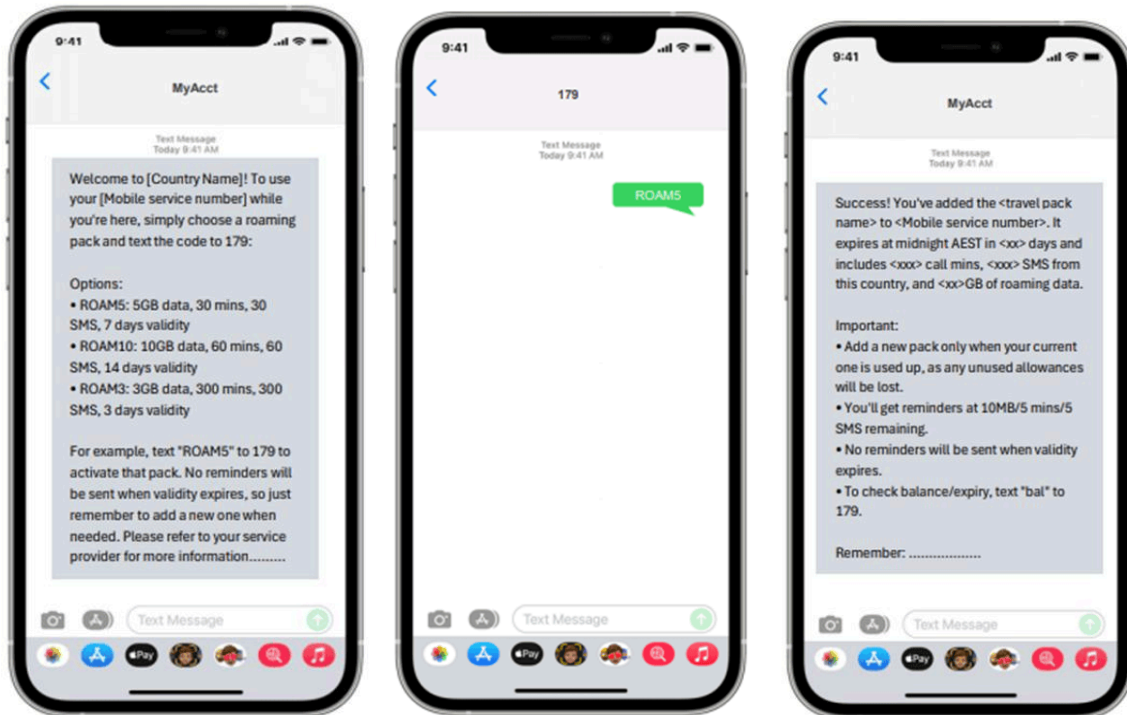 9:41
MyAcct
Text Message
Today 9:41 AM
Welcome to [Country Name]! To use
your [Mobile service number] while
you're here, simply choose a roaming
pack and text the code to 179:
Options:
• ROAM5: 5GB data, 30 mins, 30
SMS, 7 days validity
• ROAM10: 10GB data, 60 mins, 60
SMS, 14 days validity
• ROAM3: 3GB data, 300 mins, 300
SMS, 3 days validity
For example, text "ROAM5" to 179 to
activate that pack. No reminders will
be sent when validity expires, so just
remember to add a new one when
needed. Please refer to your service
provider for more information.........
Text Message
Pay
9:41
179
Text Message
Today 9:41 AM
ROAM5
Text Message
Pay
9:41
MyAcct
Text Message
Today 9:41 AM
Success! You've added the <travel pack
name> to <Mobile service number>. It
expires at midnight AEST in <xx> days and
includes <xxx> call mins, <xxx> SMS from
this country, and <xx>GB of roaming data.
Important:
• Add a new pack only when your current
one is used up, as any unused allowances
will be lost.
• You'll get reminders at 10MB/5 mins/5
SMS remaining.
• No reminders will be sent when validity
expires.
• To check balance/expiry, text "bal" to
179.
Remember: ..................
Text Message
Pay